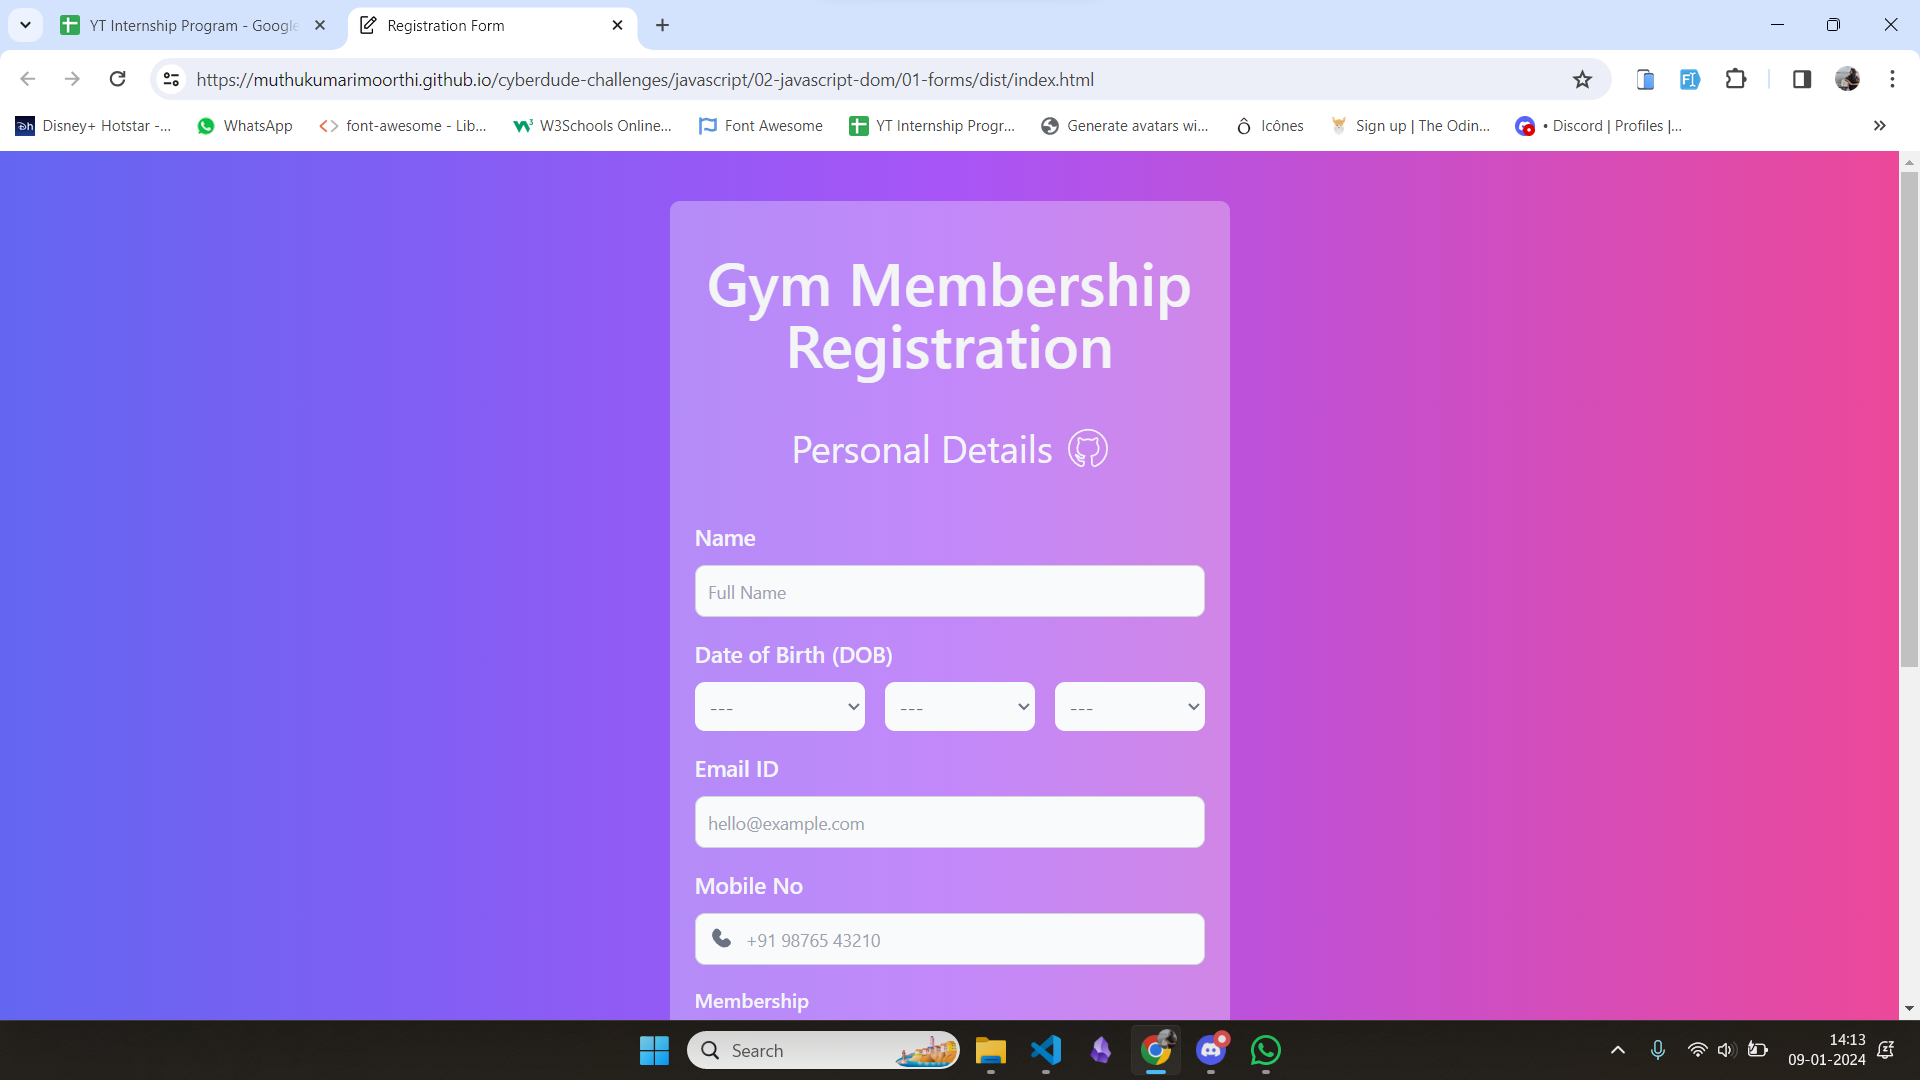 YT Internship Program - Google
Registration Form
https://muthukumarimoorthi.github.io/cyberdude-challenges/javascript/02-javascript-dom/01-forms/dist/index.html
Disney+ Hotstar -...
WhatsApp
font-awesome - Lib...
W3Schools Online...
Font Awesome
YT Internship Progr...
Generate avatars wi...
Icônes
Sign up | The Odin...
• Discord | Profiles |...
Gym Membership
Registration
Personal Details
Name
Full Name
Date of Birth (DOB)
--- --- ---
Email ID
hello@example.com
Mobile No
+91 98765 43210
Membership
Search
14:13
09-01-2024